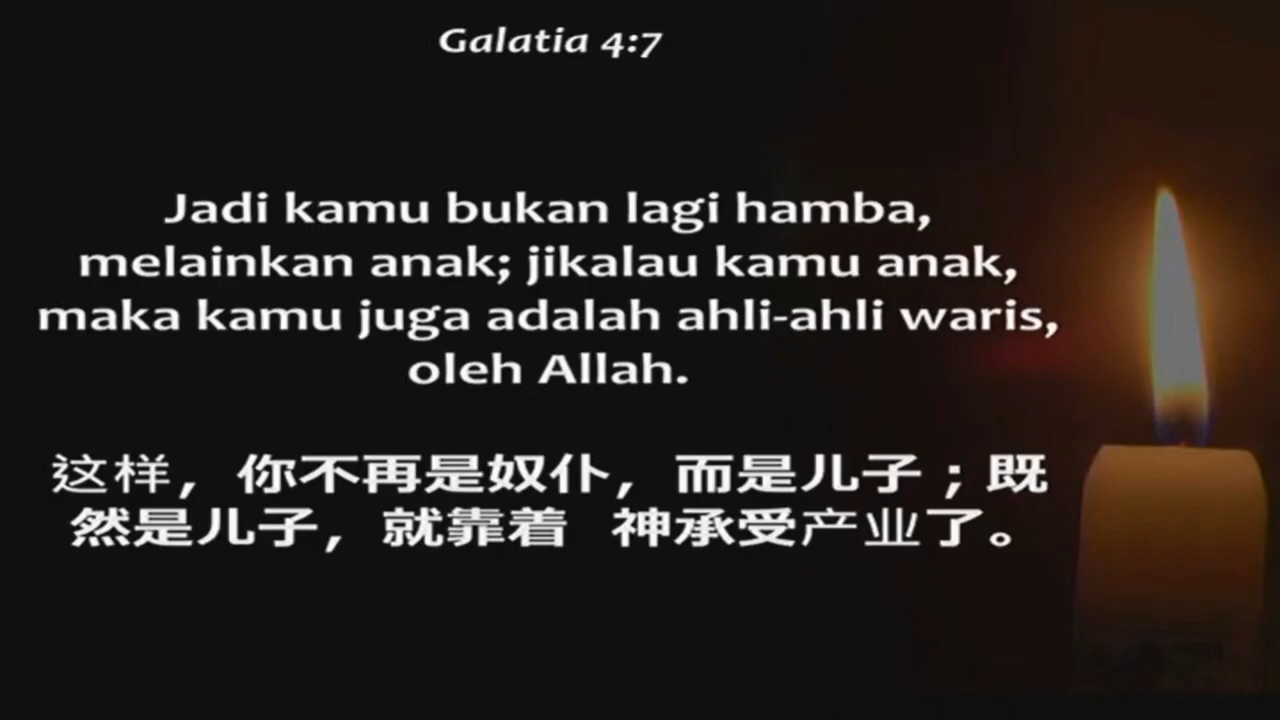 Galatia 4:7
Jadi kamu bukan lagi hamba,
melainkan anak; jikalau kamu anak,
maka kamu juga adalah ahli-ahli waris,
oleh Allah.
这样，你不再是奴仆，而是儿子；既
然是儿子，就靠着 神承受产业了。